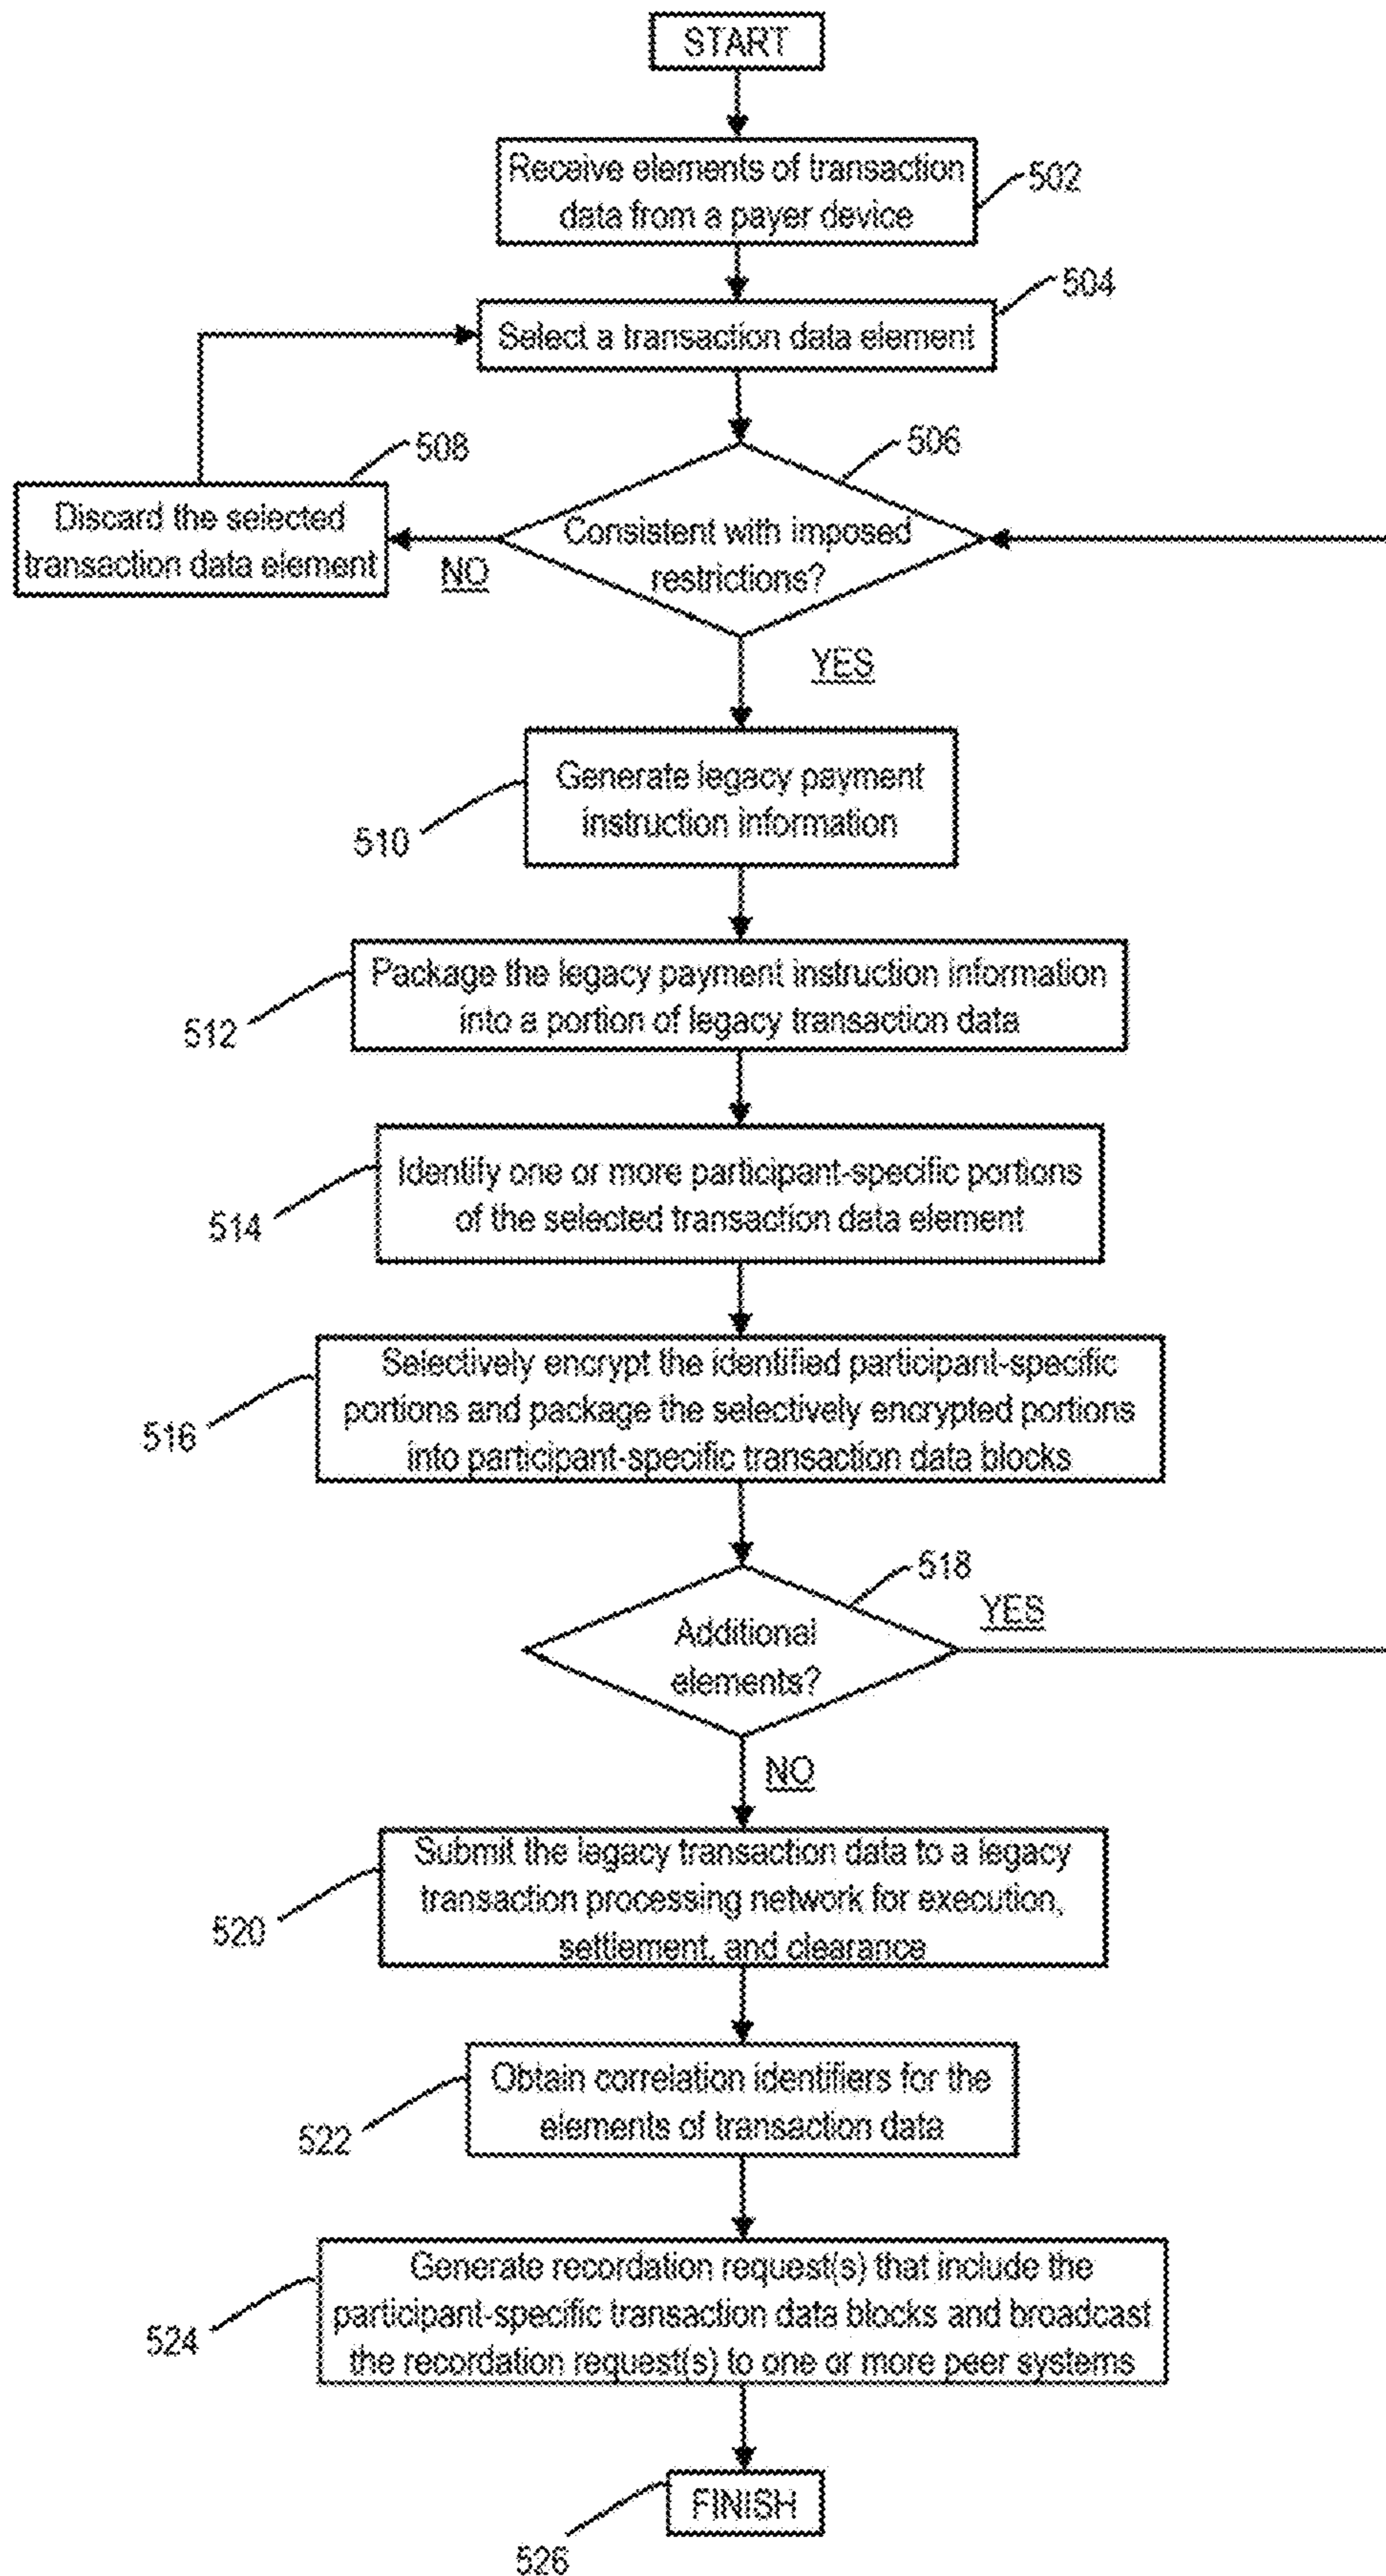 START
Receive elements of transaction
data from a payer device
502
504
Select a transaction data element
506
508
Discard the selected
transaction data element
NO
Consistent with imposed
restrictions?
YES
Generate legacy payment
instruction information
510
Package the legacy payment instruction information
into a portion of legacy transaction data
512
Identify one or more participant-specific portions
of the selected transaction data element
514
Selectively encrypt the identified participant-specific
portions and package the selectively encrypted portions
into participant-specific transaction data blocks
516
518
Additional
elements?
YES
NO
Submit the legacy transaction data to a legacy
transaction processing network for execution,
settlement, and clearance
520
Obtain correlation identifiers for the
elements of transaction data
522
Generate recordation request(s) that include the
participant-specific transaction data blocks and broadcast
the recordation request(s) to one or more peer systems
524
FINISH
526